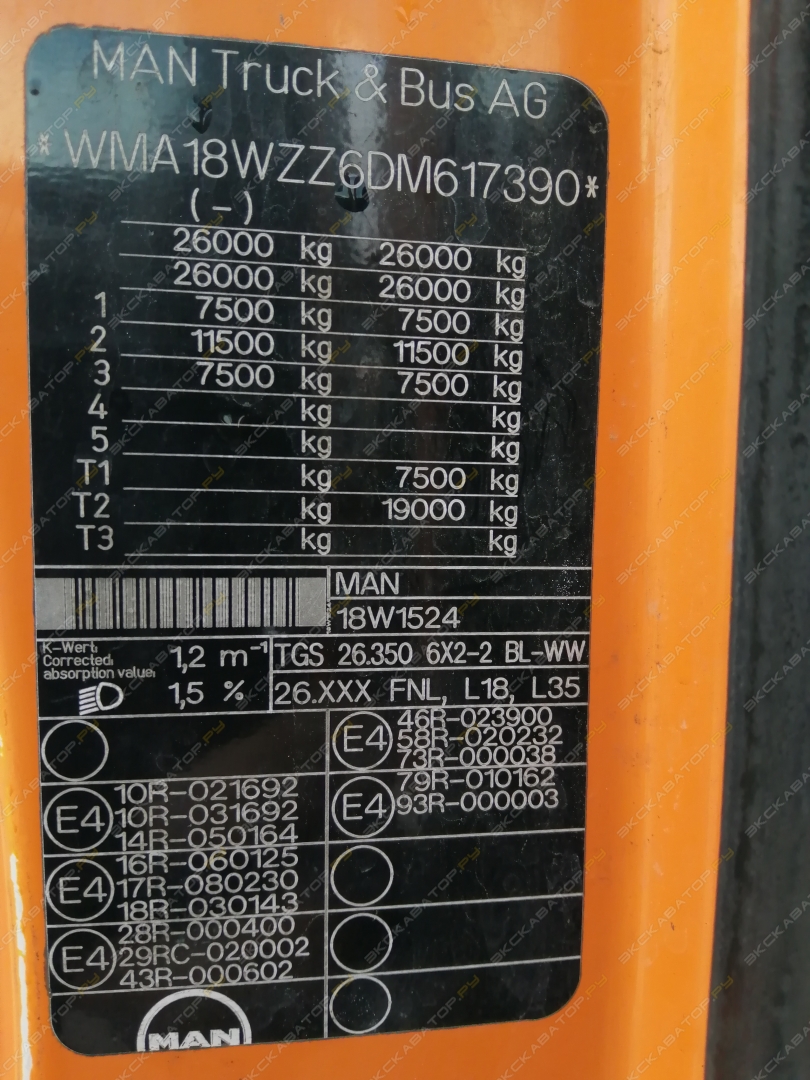 MAN Truck & Bus AG
*WMA18WZZ6DM617390*
(-)
26000 kg 26000 kg
26000 kg 26000 kg
1 7500 kg 7500 kg
2 11500 kg 11500 kg
3 7500 kg 7500 kg
4 kg kg
5 kg kg
T1 kg 7500 kg
T2 kg 19000 kg
T3 kg kg
MAN
18W1524
K-Wert:
Corrected:
absorption value:
1,2 m⁻¹
1,5 %
TGS 26.350 6X2-2 BL-WW
26.XXX FNL, L18, L35
E4
10R-021692
10R-031692
14R-050164
E4
16R-060125
17R-080230
18R-030143
E4
28R-000400
29RC-020002
43R-000602
E4
46R-023900
58R-020232
73R-000038
E4
79R-010162
93R-000003
MAN
ЭКСКАВАТОР.РУ